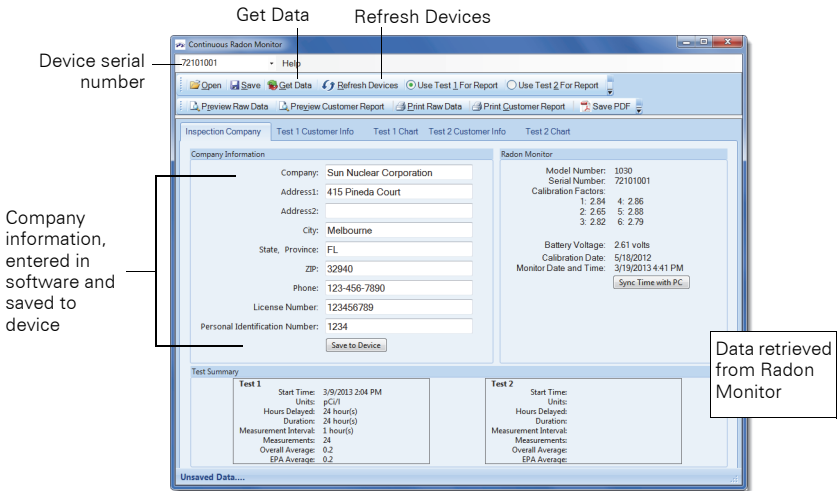 Get Data
Refresh Devices
Continuous Radon Monitor
Device serial number
72101001
Help
Open Save Get Data Refresh Devices Use Test 1 For Report Use Test 2 For Report
Preview Raw Data Preview Customer Report Print Raw Data Print Customer Report Save PDF
Inspection Company Test 1 Customer Info Test 1 Chart Test 2 Customer Info Test 2 Chart
Company Information
Company: Sun Nuclear Corporation
Address1: 415 Pineda Court
Address2:
City: Melbourne
State, Province: FL
ZIP: 32940
Phone: 123-456-7890
License Number: 123456789
Personal Identification Number: 1234
Save to Device
Company
information,
entered in
software and
saved to
device
Radon Monitor
Model Number: 1030
Serial Number: 72101001
Calibration Factors:
1: 2.84 4: 2.86
2: 2.65 5: 2.88
3: 2.82 6: 2.79
Battery Voltage: 2.61 volts
Calibration Date: 5/18/2012
Monitor Date and Time: 3/19/2013 4:41 PM
Sync Time with PC
Data retrieved
from Radon
Monitor
Test Summary
Test 1
Start Time: 3/9/2013 2:04 PM
Units: pCi/l
Hours Delayed: 24 hour(s)
Duration: 24 hour(s)
Measurement Interval: 1 hour(s)
Measurements: 24
Overall Average: 0.2
EPA Average: 0.2
Test 2
Start Time:
Units:
Hours Delayed:
Duration:
Measurement Interval:
Measurements:
Overall Average:
EPA Average:
Unsaved Data....